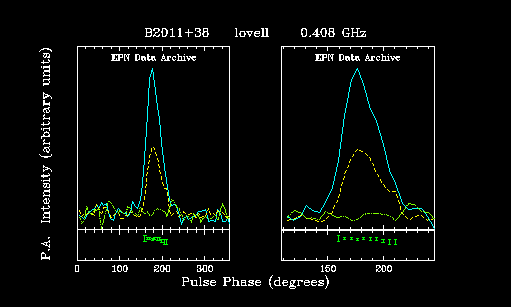 B2011+38 lovell 0.408 GHz
EPN Data Archive EPN Data Archive
P.A. Intensity (arbitrary units)
0 100 200 300 150 200
Pulse Phase (degrees)